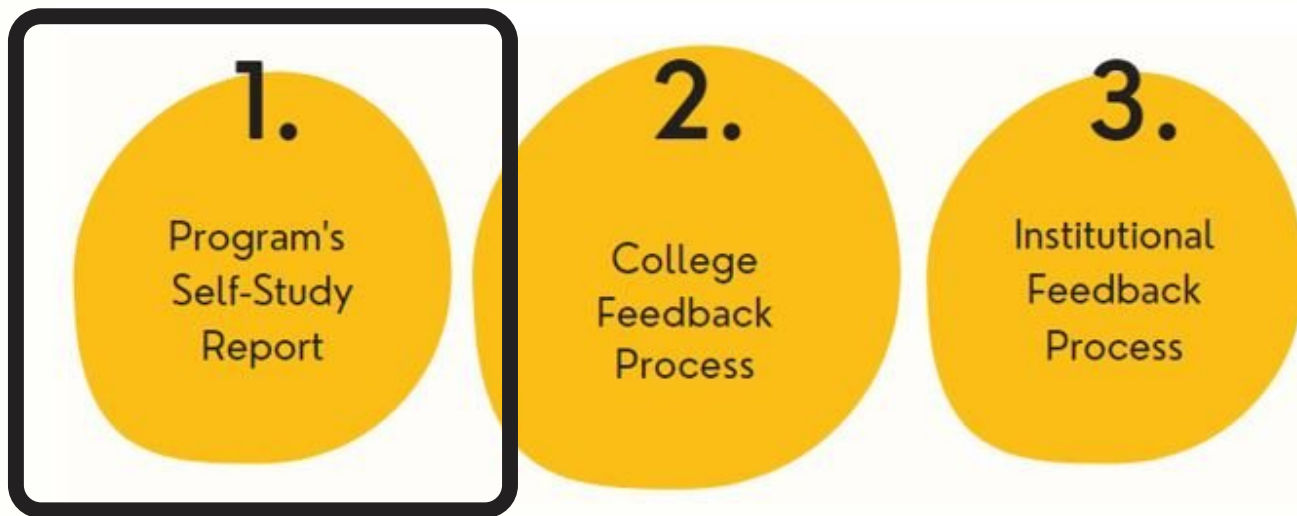 1.
Program's
Self-Study
Report
2.
College
Feedback
Process
3.
Institutional
Feedback
Process